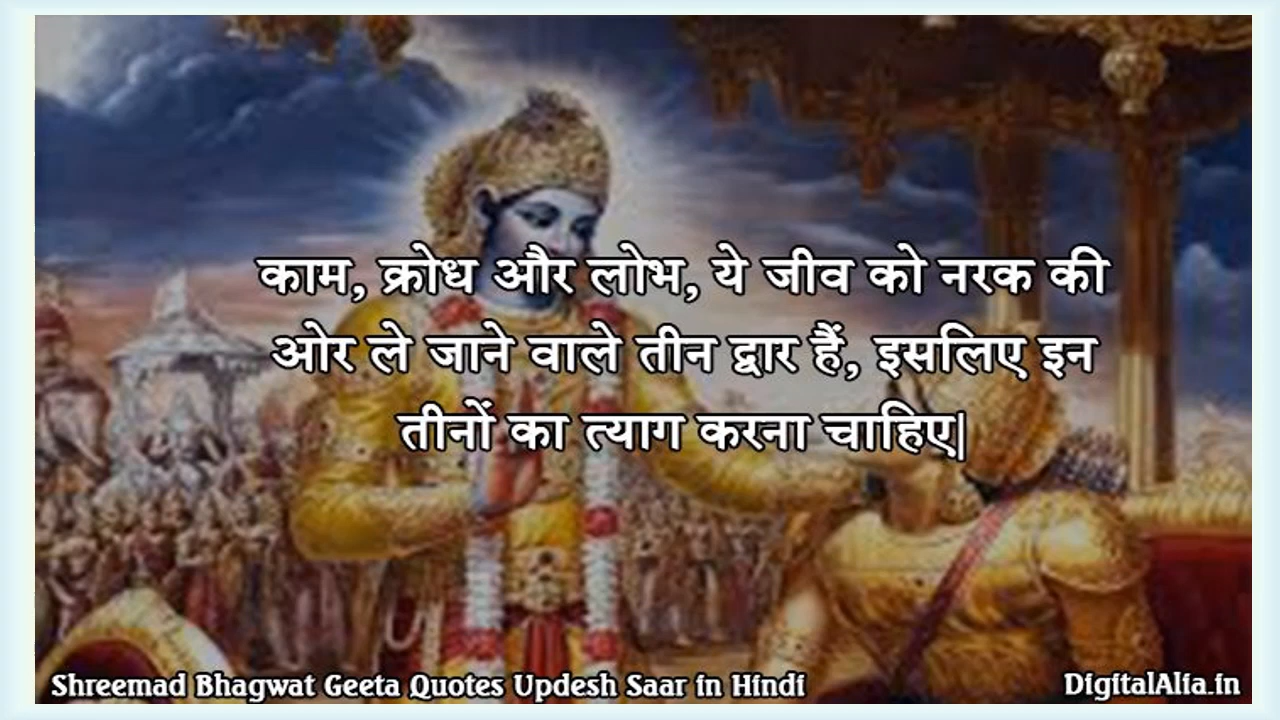 काम, क्रोध और लोभ, ये जीव को नरक की
ओर ले जाने वाले तीन द्वार हैं, इसलिए इन
तीनों का त्याग करना चाहिए|
Shreemad Bhagwat Geeta Quotes Updesh Saar in Hindi
DigitalAlia.in